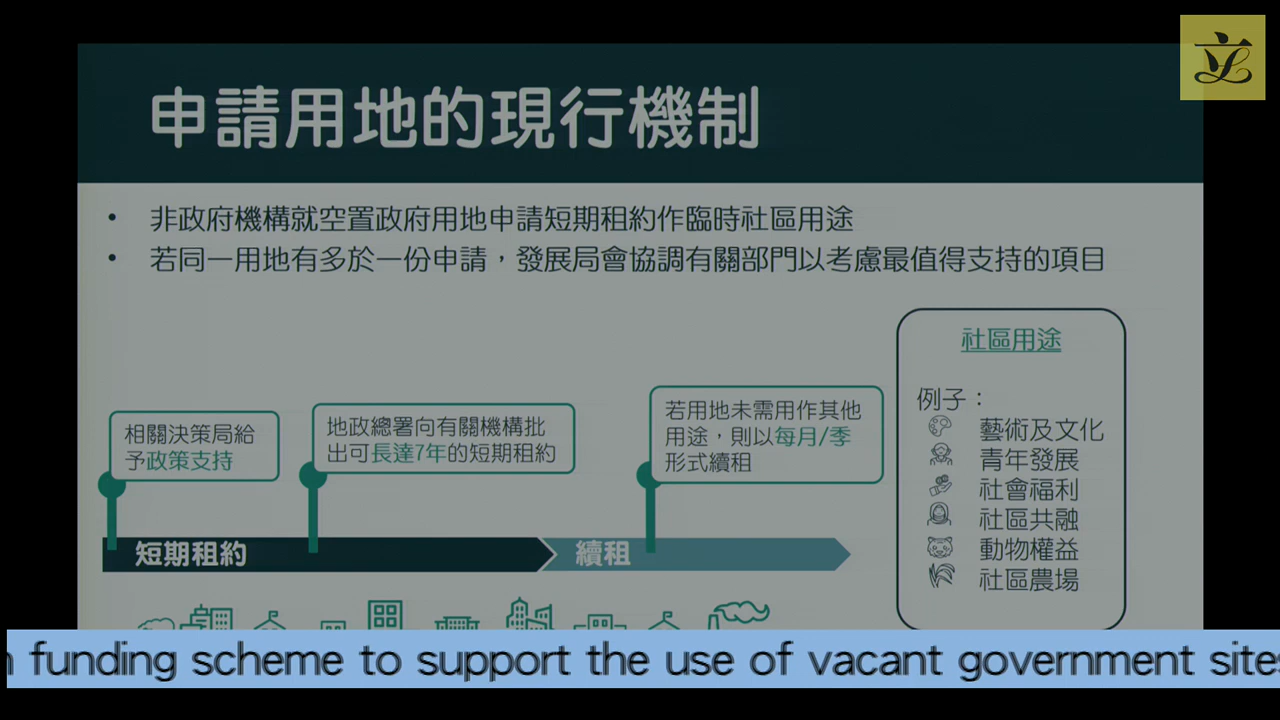 申請用地的現行機制
• 非政府機構就空置政府用地申請短期租約作臨時社區用途
• 若同一用地有多於一份申請，發展局會協調有關部門以考慮最值得支持的項目
相關決策局給
予政策支持
地政總署向有關機構批
出可長達7年的短期租約
若用地未需用作其他
用途，則以每月/季
形式續租
短期租約
續租
社區用途
例子：
藝術及文化
青年發展
社會福利
社區共融
動物權益
社區農場
funding scheme to support the use of vacant government sites